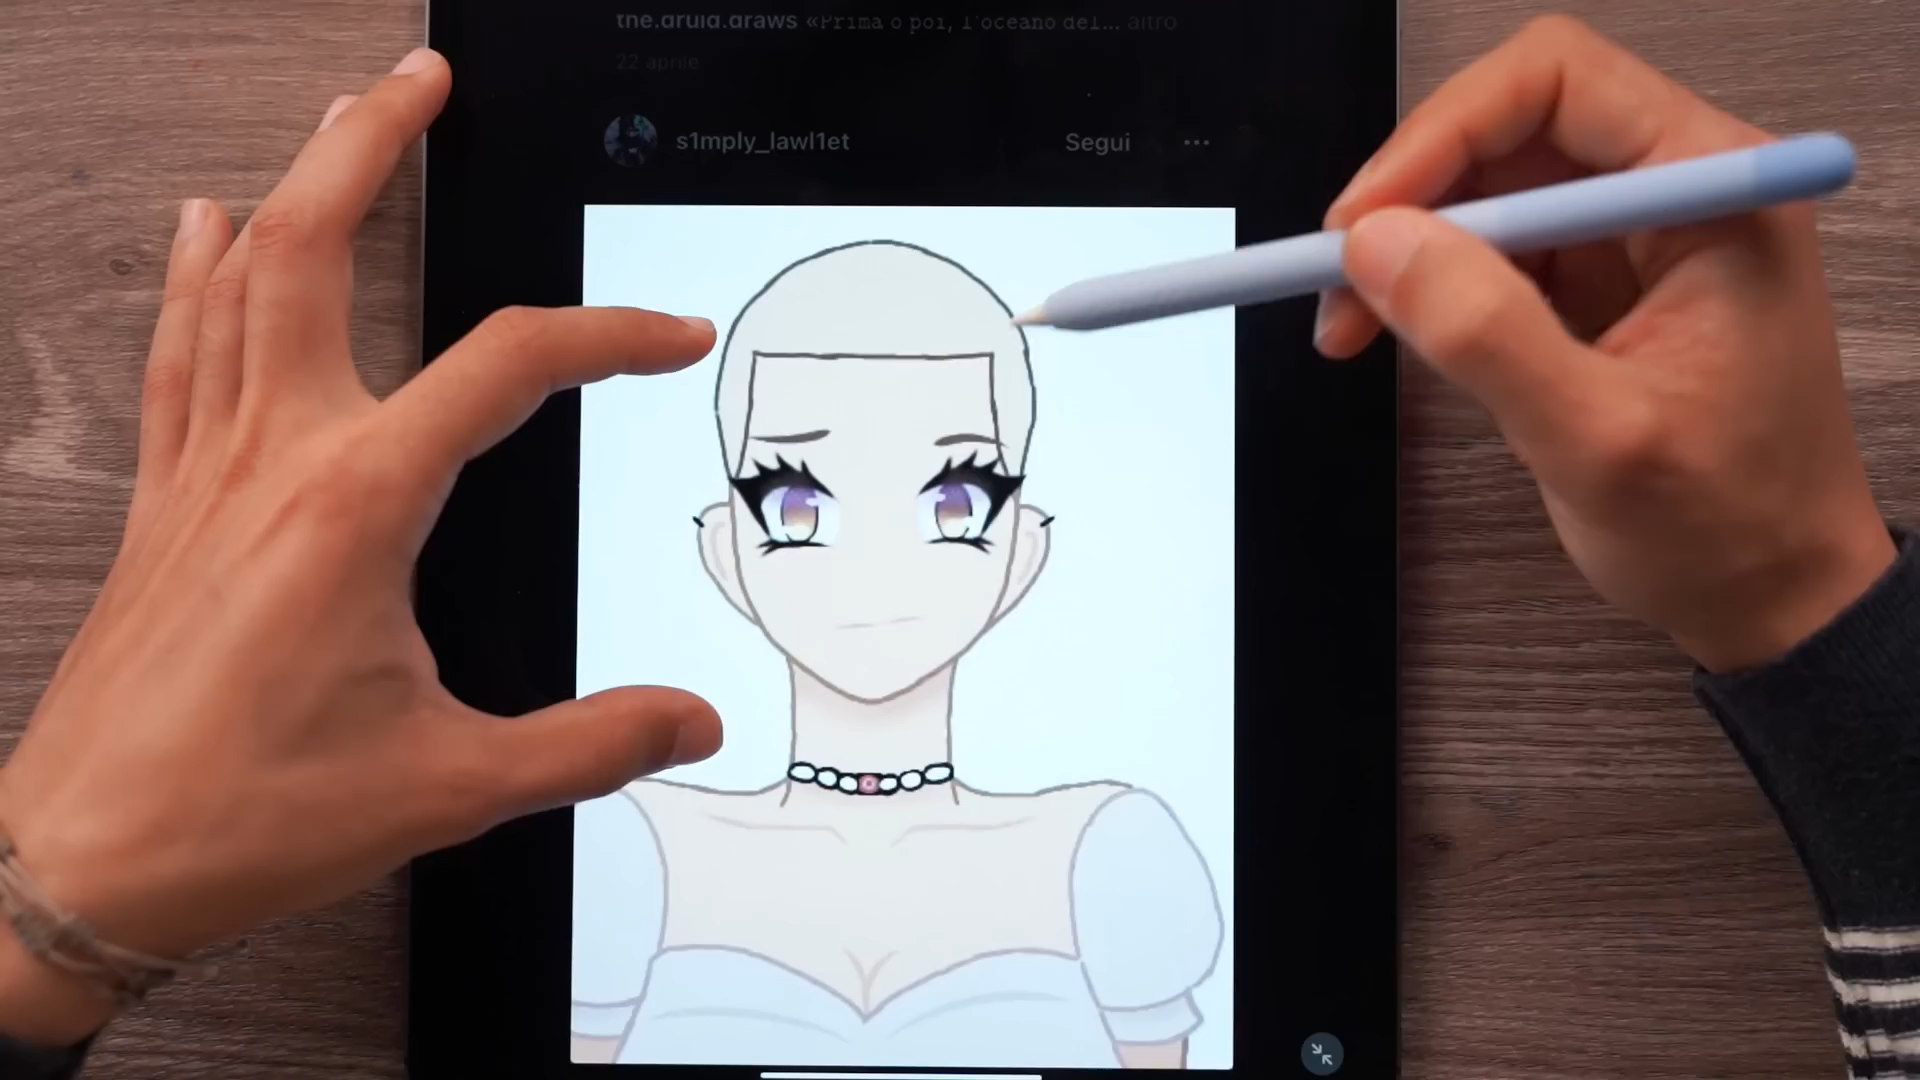 the.druid.draws «Prima o poi, l'oceano del... altro
22 aprile
s1mply_lawl1et
Segui